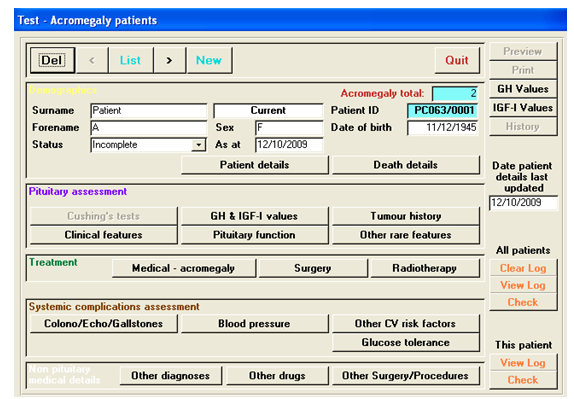 Test - Acromegaly patients
Del < List > New Quit
Preview
Print
Demographics
Acromegaly total: 2
GH Values
Surname Patient Current Patient ID PC063/0001
IGF-I Values
Forename A Sex F Date of birth 11/12/1945
History
Status Incomplete As at 12/10/2009
Patient details Death details
Date patient
details last
updated
12/10/2009
Pituitary assessment
Cushing's tests GH & IGF-I values Tumour history
Clinical features Pituitary function Other rare features
Treatment
Medical - acromegaly Surgery Radiotherapy
All patients
Clear Log
View Log
Check
Systemic complications assessment
Colono/Echo/Gallstones Blood pressure Other CV risk factors
Glucose tolerance
This patient
View Log
Check
Non pituitary
medical details
Other diagnoses Other drugs Other Surgery/Procedures